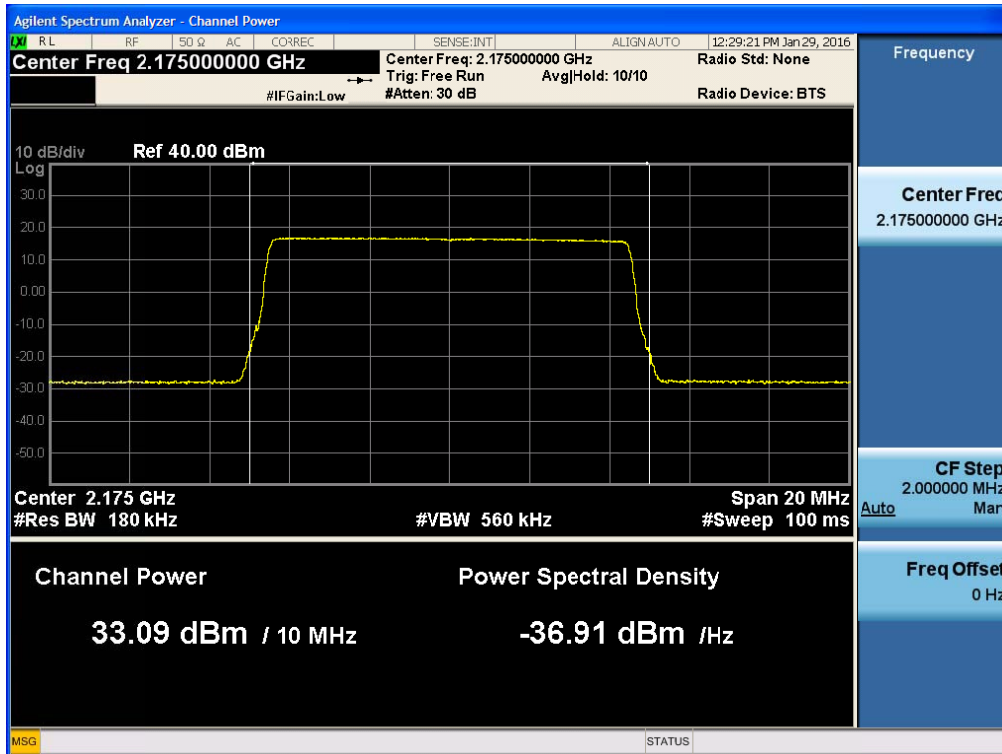 Agilent Spectrum Analyzer - Channel Power
LXI RL RF 50 Ω AC CORREC SENSE:INT ALIGN AUTO 12:29:21 PM Jan 29, 2016
Center Freq 2.175000000 GHz
Center Freq: 2.175000000 GHz Radio Std: None
Trig: Free Run Avg|Hold: 10/10
#IFGain:Low #Atten: 30 dB Radio Device: BTS
10 dB/div Ref 40.00 dBm
Log
30.0
20.0
10.0
0.00
-10.0
-20.0
-30.0
-40.0
-50.0
Center 2.175 GHz Span 20 MHz
#Res BW 180 kHz #VBW 560 kHz #Sweep 100 ms
Channel Power Power Spectral Density
33.09 dBm / 10 MHz -36.91 dBm /Hz
MSG STATUS
Frequency
Center Freq
2.175000000 GHz
CF Step
2.000000 MHz
Auto Man
Freq Offset
0 Hz